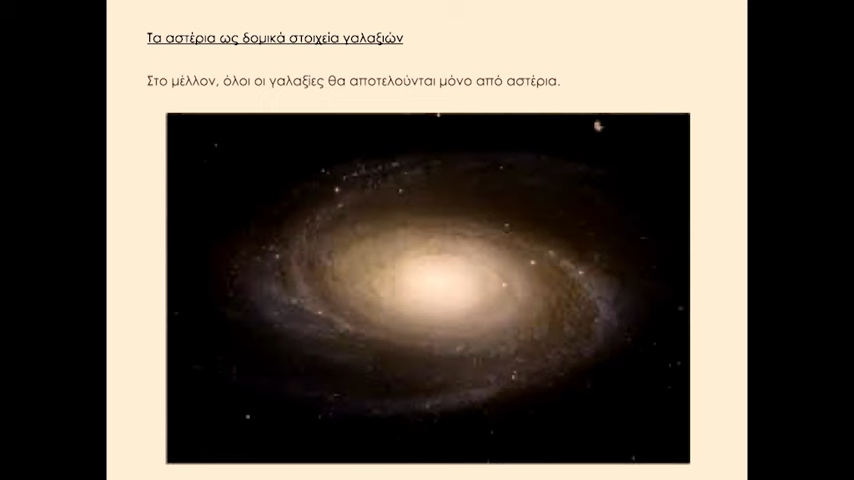 Τα αστέρια ως δομικά στοιχεία γαλαξιών
Στο μέλλον, όλοι οι γαλαξίες θα αποτελούνται μόνο από αστέρια.